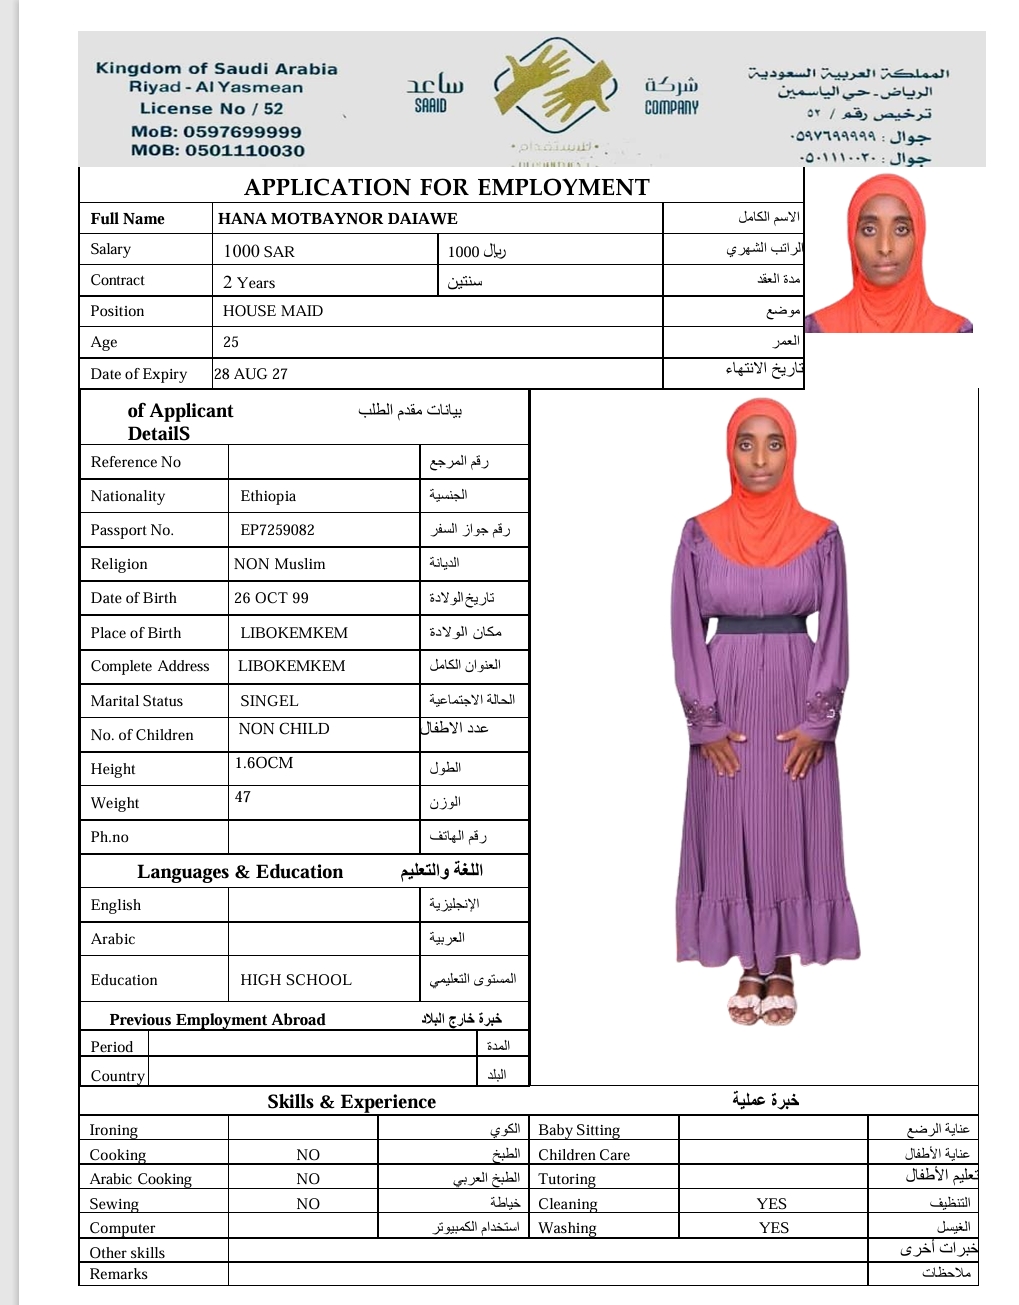 Kingdom of Saudi Arabia
Riyad - Al Yasmean
License No / 52
MoB: 0597699999
MOB: 0501110030
ساعد
SAAID
شركة
COMPANY
للاستقدام
المملكة العربية السعودية
الرياض - حي الياسمين
ترخيص رقم / ٥٢
جوال : ٠٥٩٧٦٩٩٩٩٩
جوال : ٠٥٠١١١٠٠٣٠
APPLICATION FOR EMPLOYMENT
Full Name HANA MOTBAYNOR DAIAWE الاسم الكامل
Salary 1000 SAR 1000 ريال الراتب الشهري
Contract 2 Years سنتين مدة العقد
Position HOUSE MAID موضع
Age 25 العمر
Date of Expiry 28 AUG 27 تاريخ الانتهاء
of Applicant بيانات مقدم الطلب
DetailS
Reference No رقم المرجع
Nationality Ethiopia الجنسية
Passport No. EP7259082 رقم جواز السفر
Religion NON Muslim الديانة
Date of Birth 26 OCT 99 تاريخ الولادة
Place of Birth LIBOKEMKEM مكان الولادة
Complete Address LIBOKEMKEM العنوان الكامل
Marital Status SINGEL الحالة الاجتماعية
No. of Children NON CHILD عدد الاطفال
Height 1.6OCM الطول
Weight 47 الوزن
Ph.no رقم الهاتف
Languages & Education اللغة والتعليم
English الإنجليزية
Arabic العربية
Education HIGH SCHOOL المستوى التعليمي
Previous Employment Abroad خبرة خارج البلاد
Period المدة
Country البلد
Skills & Experience خبرة عملية
Ironing الكوي Baby Sitting عناية الرضع
Cooking NO الطبخ Children Care عناية الأطفال
Arabic Cooking NO الطبخ العربي Tutoring تعليم الأطفال
Sewing NO خياطة Cleaning YES التنظيف
Computer استخدام الكمبيوتر Washing YES الغيسل
Other skills خبرات أخرى
Remarks ملاحظات